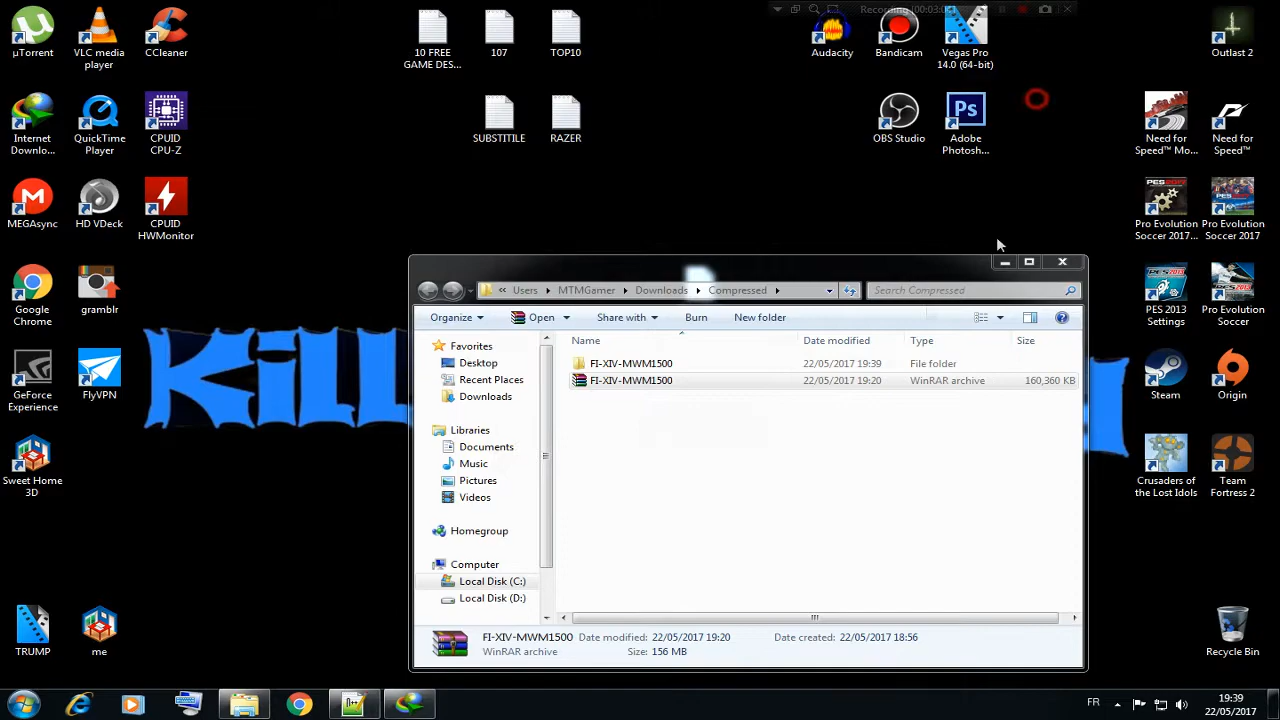 Recording [00:03:0
µTorrent
VLC media player
CCleaner
10 FREE GAME DES...
107
TOP10
Audacity
Bandicam
Vegas Pro 14.0 (64-bit)
Outlast 2
Internet Downlo...
QuickTime Player
CPUID CPU-Z
SUBSTITILE
RAZER
OBS Studio
Ps
Adobe Photosh...
Need for Speed™ Mo...
Need for Speed™
MEGAsync
HD VDeck
CPUID HWMonitor
Pro Evolution Soccer 2017...
Pro Evolution Soccer 2017
Google Chrome
gramblr
PES 2013 Settings
Pro Evolution Soccer
GeForce Experience
FlyVPN
Steam
Origin
Sweet Home 3D
Crusaders of the Lost Idols
Team Fortress 2
TRUMP
me
Recycle Bin
Kill
« Users MTMGamer Downloads Compressed
Search Compressed
Organize Open Share with Burn New folder
Name Date modified Type Size
Favorites
Desktop
Recent Places
Downloads
Libraries
Documents
Music
Pictures
Videos
Homegroup
Computer
Local Disk (C:)
Local Disk (D:)
FI-XIV-MWM1500 22/05/2017 19:39 File folder
FI-XIV-MWM1500 22/05/2017 19:20 WinRAR archive 160,360 KB
FI-XIV-MWM1500 Date modified: 22/05/2017 19:20 Date created: 22/05/2017 18:56
WinRAR archive Size: 156 MB
FR
19:39
22/05/2017